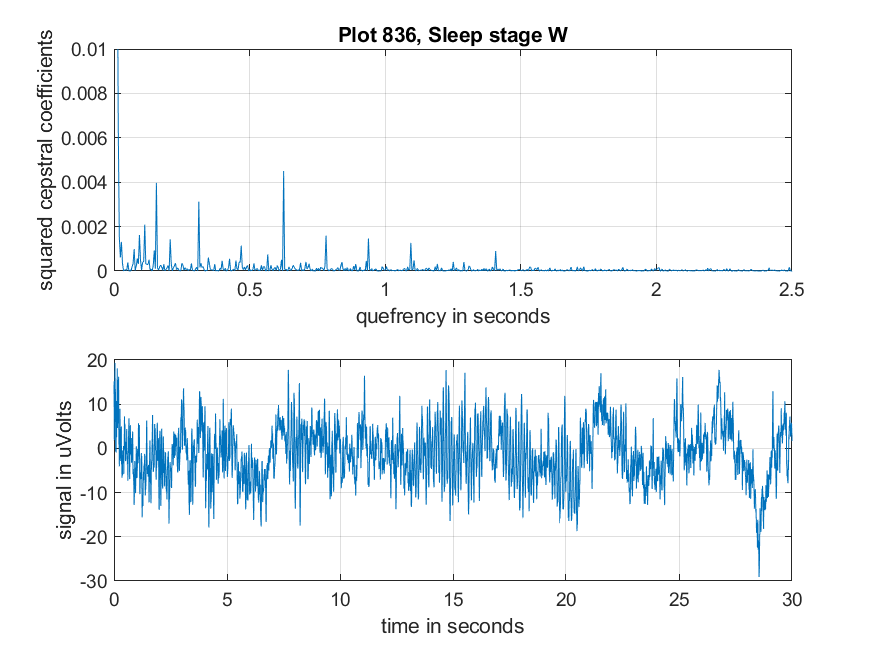 Plot 836, Sleep stage W
squared cepstral coefficients
0.01
0.008
0.006
0.004
0.002
0
0 0.5 1 1.5 2 2.5
quefrency in seconds
signal in uVolts
20
10
0
-10
-20
-30
0 5 10 15 20 25 30
time in seconds